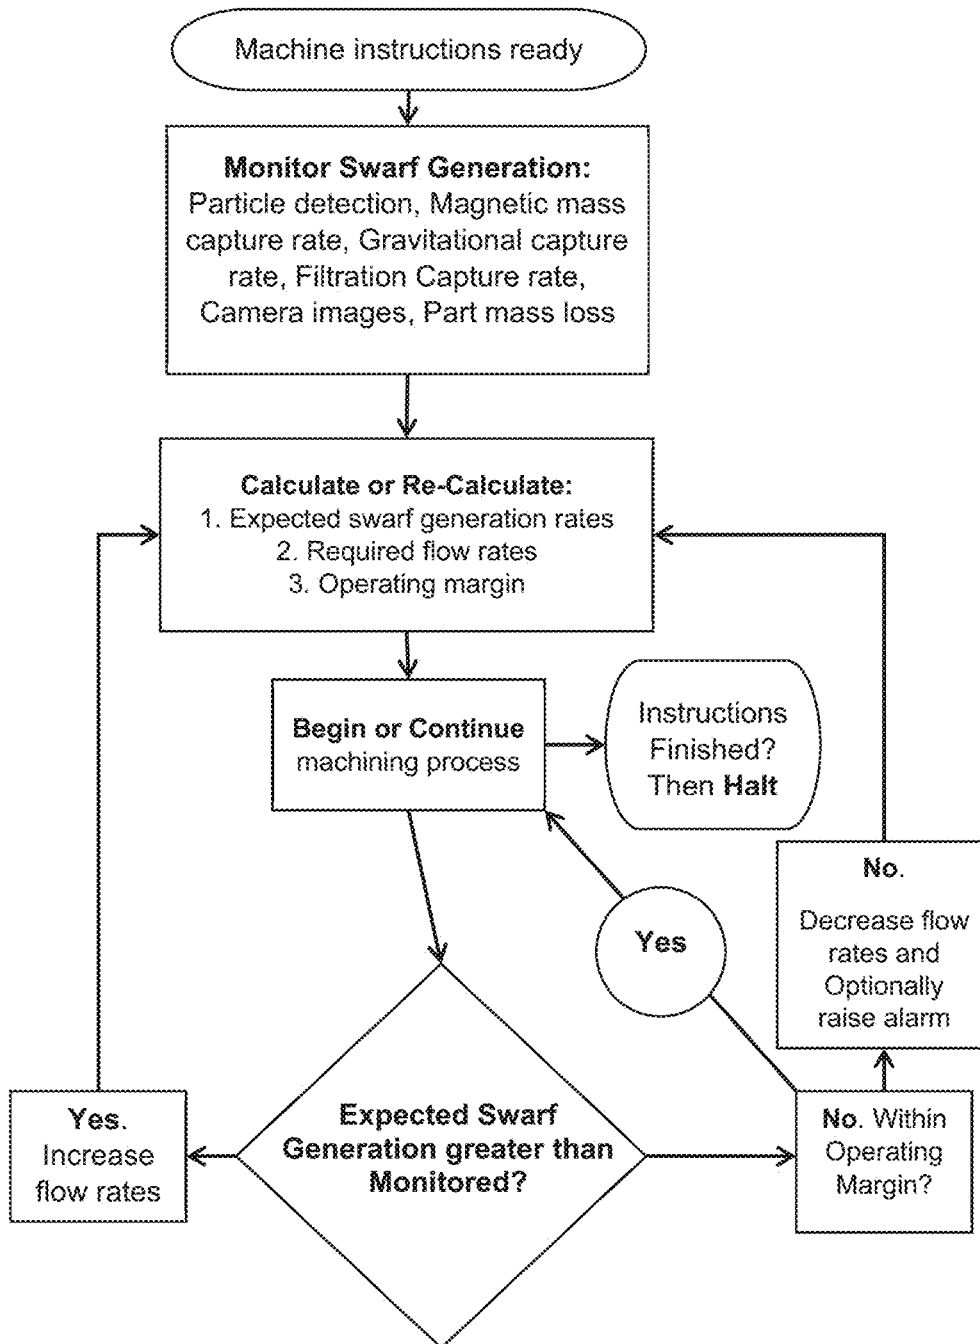 Machine instructions ready
Monitor Swarf Generation:
Particle detection, Magnetic mass
capture rate, Gravitational capture
rate, Filtration Capture rate,
Camera images, Part mass loss
Calculate or Re-Calculate:
1. Expected swarf generation rates
2. Required flow rates
3. Operating margin
Begin or Continue
machining process
Instructions
Finished?
Then Halt
No.
Decrease flow
rates and
Optionally
raise alarm
Yes
Yes.
Increase
flow rates
Expected Swarf
Generation greater than
Monitored?
No. Within
Operating
Margin?